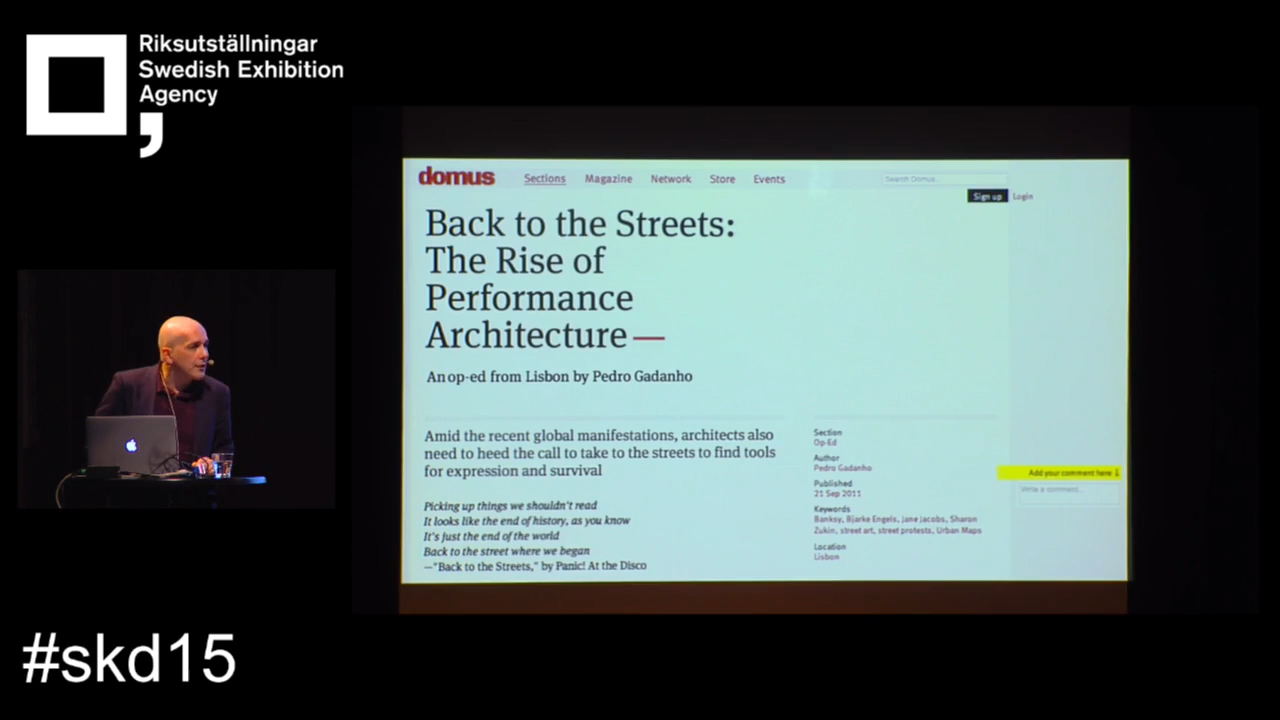 Riksutställningar
Swedish Exhibition
Agency
domus
Sections
Magazine
Network
Store
Events
Search Domus...
Sign up
Login
Back to the Streets:
The Rise of
Performance
Architecture —
An op-ed from Lisbon by Pedro Gadanho
Amid the recent global manifestations, architects also
need to heed the call to take to the streets to find tools
for expression and survival
Picking up things we shouldn't read
It looks like the end of history, as you know
It's just the end of the world
Back to the street where we began
—"Back to the Streets," by Panic! At the Disco
Section
Op-Ed
Author
Pedro Gadanho
Published
21 Sep 2011
Keywords
Banksy, Bjarke Engels, Jane Jacobs, Sharon
Zukin, street art, street protests, Urban Maps
Location
Lisbon
Add your comment here
Write a comment...
#skd15